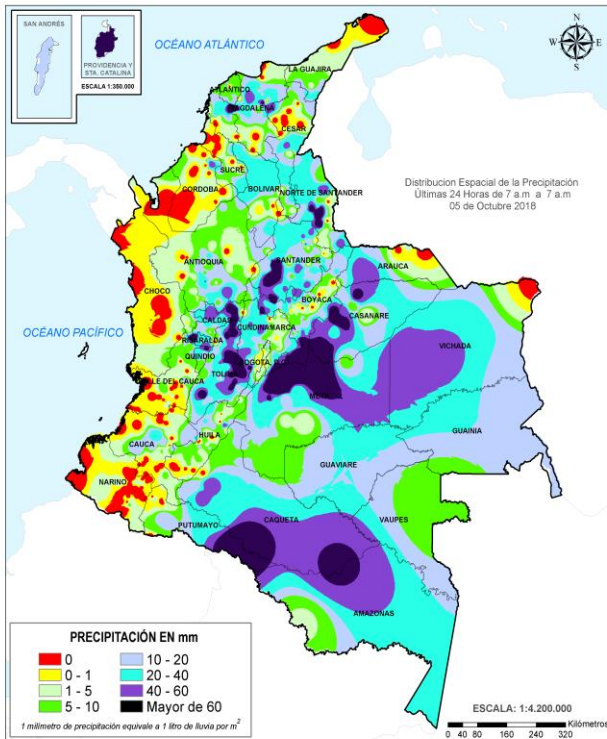 SAN ANDRÉS
PROVIDENCIA Y
STA. CATALINA
ESCALA 1:350.000
OCÉANO ATLÁNTICO
N
W E
S
LA GUAJIRA
ATLANTICO
MAGDALENA
CESAR
SUCRE
CORDOBA
BOLIVAR
NORTE DE SANTANDER
Distribucion Espacial de la Precipitación
Últimas 24 Horas de 7 a.m a 7 a.m
05 de Octubre 2018
ANTIOQUIA
SANTANDER
ARAUCA
CHOCO
BOYACA
CASANARE
OCÉANO PACÍFICO
CALDAS
CUNDINAMARCA
RISARALDA
VICHADA
QUINDIO
BOGOTA, D.C
TOLIMA
VALLE DEL CAUCA
META
GUAINIA
CAUCA
HUILA
GUAVIARE
NARIÑO
PUTUMAYO
CAQUETA
VAUPES
AMAZONAS
PRECIPITACIÓN EN mm
0
0 - 1
1 - 5
5 - 10
10 - 20
20 - 40
40 - 60
Mayor de 60
1 milimetro de precipitación equivale a 1 litro de lluvia por m²
ESCALA: 1:4.200.000
Kilómetros
0 40 80 160 240 320